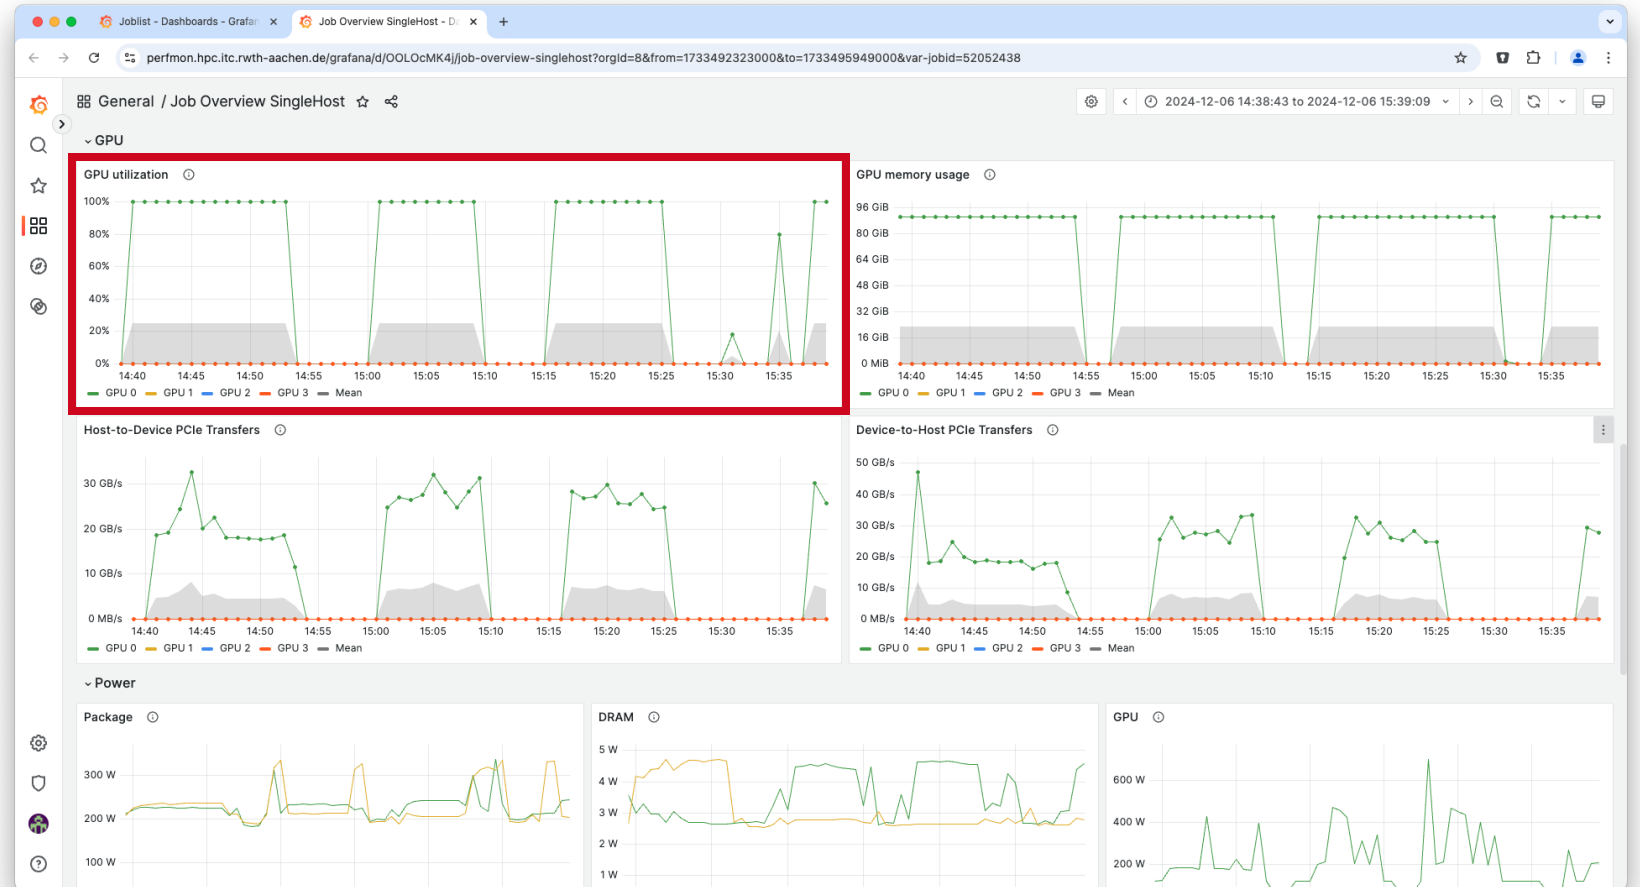 Joblist - Dashboards - Grafan
Job Overview SingleHost - D
perfmon.hpc.itc.rwth-aachen.de/grafana/d/OOLOcMK4j/job-overview-singlehost?orgId=8&from=1733492323000&to=1733495949000&var-jobid=52052438
General / Job Overview SingleHost
2024-12-06 14:38:43 to 2024-12-06 15:39:09
GPU
GPU utilization
100%
80%
60%
40%
20%
0%
14:40 14:45 14:50 14:55 15:00 15:05 15:10 15:15 15:20 15:25 15:30 15:35
GPU 0 GPU 1 GPU 2 GPU 3 Mean
GPU memory usage
96 GiB
80 GiB
64 GiB
48 GiB
32 GiB
16 GiB
0 MiB
14:40 14:45 14:50 14:55 15:00 15:05 15:10 15:15 15:20 15:25 15:30 15:35
GPU 0 GPU 1 GPU 2 GPU 3 Mean
Host-to-Device PCIe Transfers
30 GB/s
20 GB/s
10 GB/s
0 MB/s
14:40 14:45 14:50 14:55 15:00 15:05 15:10 15:15 15:20 15:25 15:30 15:35
GPU 0 GPU 1 GPU 2 GPU 3 Mean
Device-to-Host PCIe Transfers
50 GB/s
40 GB/s
30 GB/s
20 GB/s
10 GB/s
0 MB/s
14:40 14:45 14:50 14:55 15:00 15:05 15:10 15:15 15:20 15:25 15:30 15:35
GPU 0 GPU 1 GPU 2 GPU 3 Mean
Power
Package
300 W
200 W
100 W
DRAM
5 W
4 W
3 W
2 W
1 W
GPU
600 W
400 W
200 W